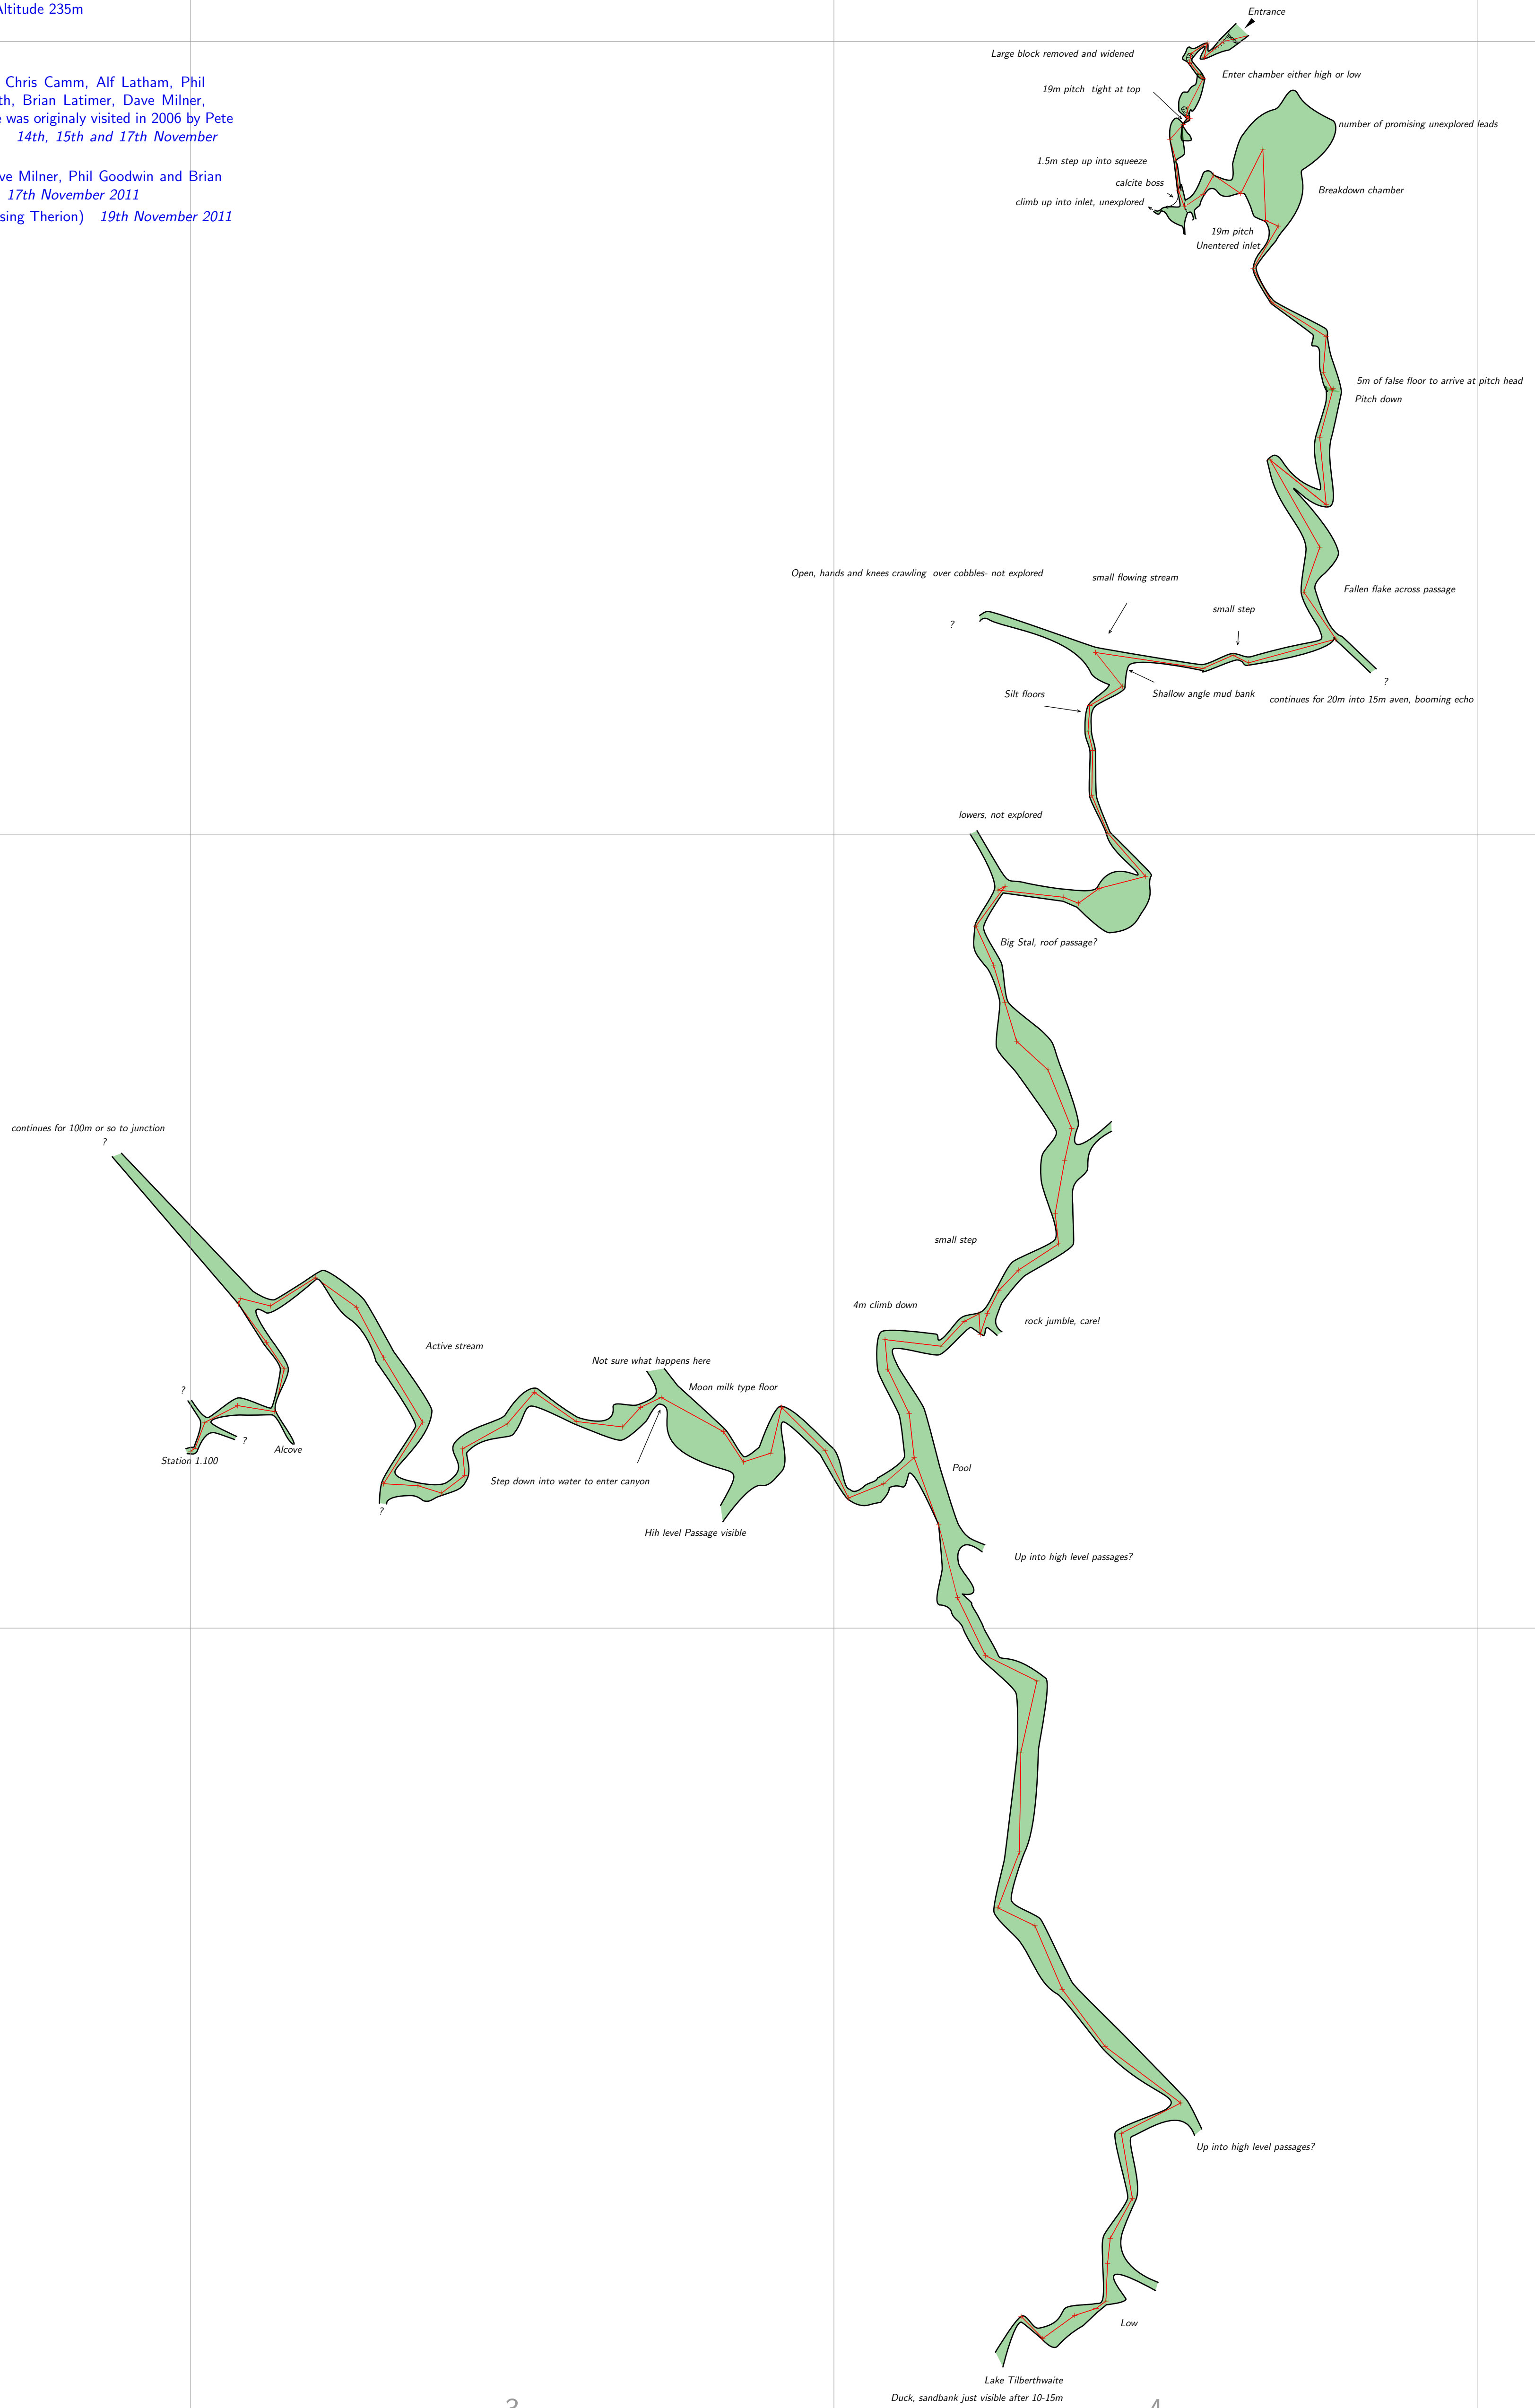 Altitude 235m
Chris Camm, Alf Latham, Phil
th, Brian Latimer, Dave Milner,
e was originaly visited in 2006 by Pete
14th, 15th and 17th November
ve Milner, Phil Goodwin and Brian
17th November 2011
sing Therion) 19th November 2011
Entrance
Large block removed and widened
Enter chamber either high or low
19m pitch tight at top
number of promising unexplored leads
1.5m step up into squeeze
calcite boss
Breakdown chamber
climb up into inlet, unexplored
19m pitch
Unentered inlet
5m of false floor to arrive at pitch head
Pitch down
Open, hands and knees crawling over cobbles- not explored
small flowing stream
Fallen flake across passage
small step
?
?
Silt floors
Shallow angle mud bank
continues for 20m into 15m aven, booming echo
lowers, not explored
Big Stal, roof passage?
continues for 100m or so to junction
?
small step
4m climb down
rock jumble, care!
Active stream
Not sure what happens here
Moon milk type floor
?
?
Alcove
Station 1.100
Pool
Step down into water to enter canyon
?
Hih level Passage visible
Up into high level passages?
Up into high level passages?
Low
Lake Tilberthwaite
Duck, sandbank just visible after 10-15m
3
4